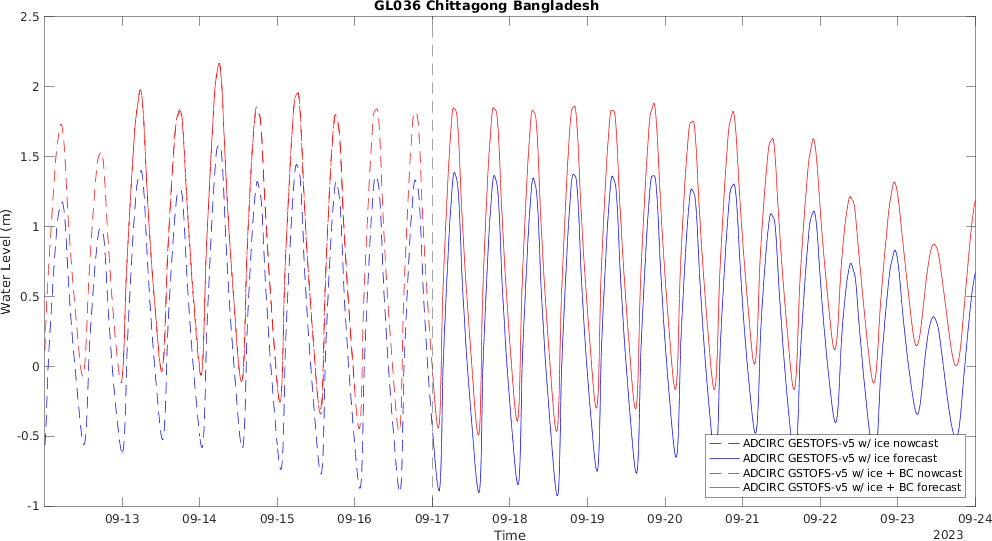 GL036 Chittagong Bangladesh
2.5
2
1.5
1
0.5
0
-0.5
-1
Water Level (m)
ADCIRC GESTOFS-v5 w/ ice nowcast
ADCIRC GESTOFS-v5 w/ ice forecast
ADCIRC GSTOFS-v5 w/ ice + BC nowcast
ADCIRC GSTOFS-v5 w/ ice + BC forecast
09-13 09-14 09-15 09-16 09-17 09-18 09-19 09-20 09-21 09-22 09-23 09-24
Time
2023